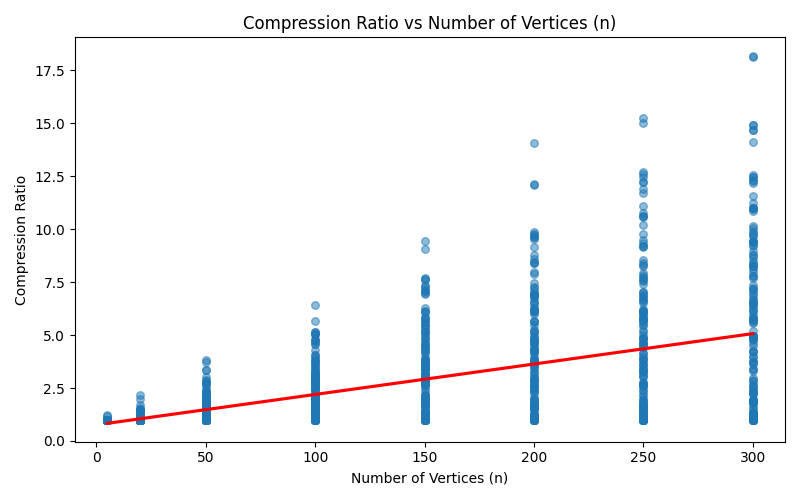 Compression Ratio vs Number of Vertices (n)
17.5
15.0
12.5
10.0
7.5
5.0
2.5
0.0
Compression Ratio
0 50 100 150 200 250 300
Number of Vertices (n)